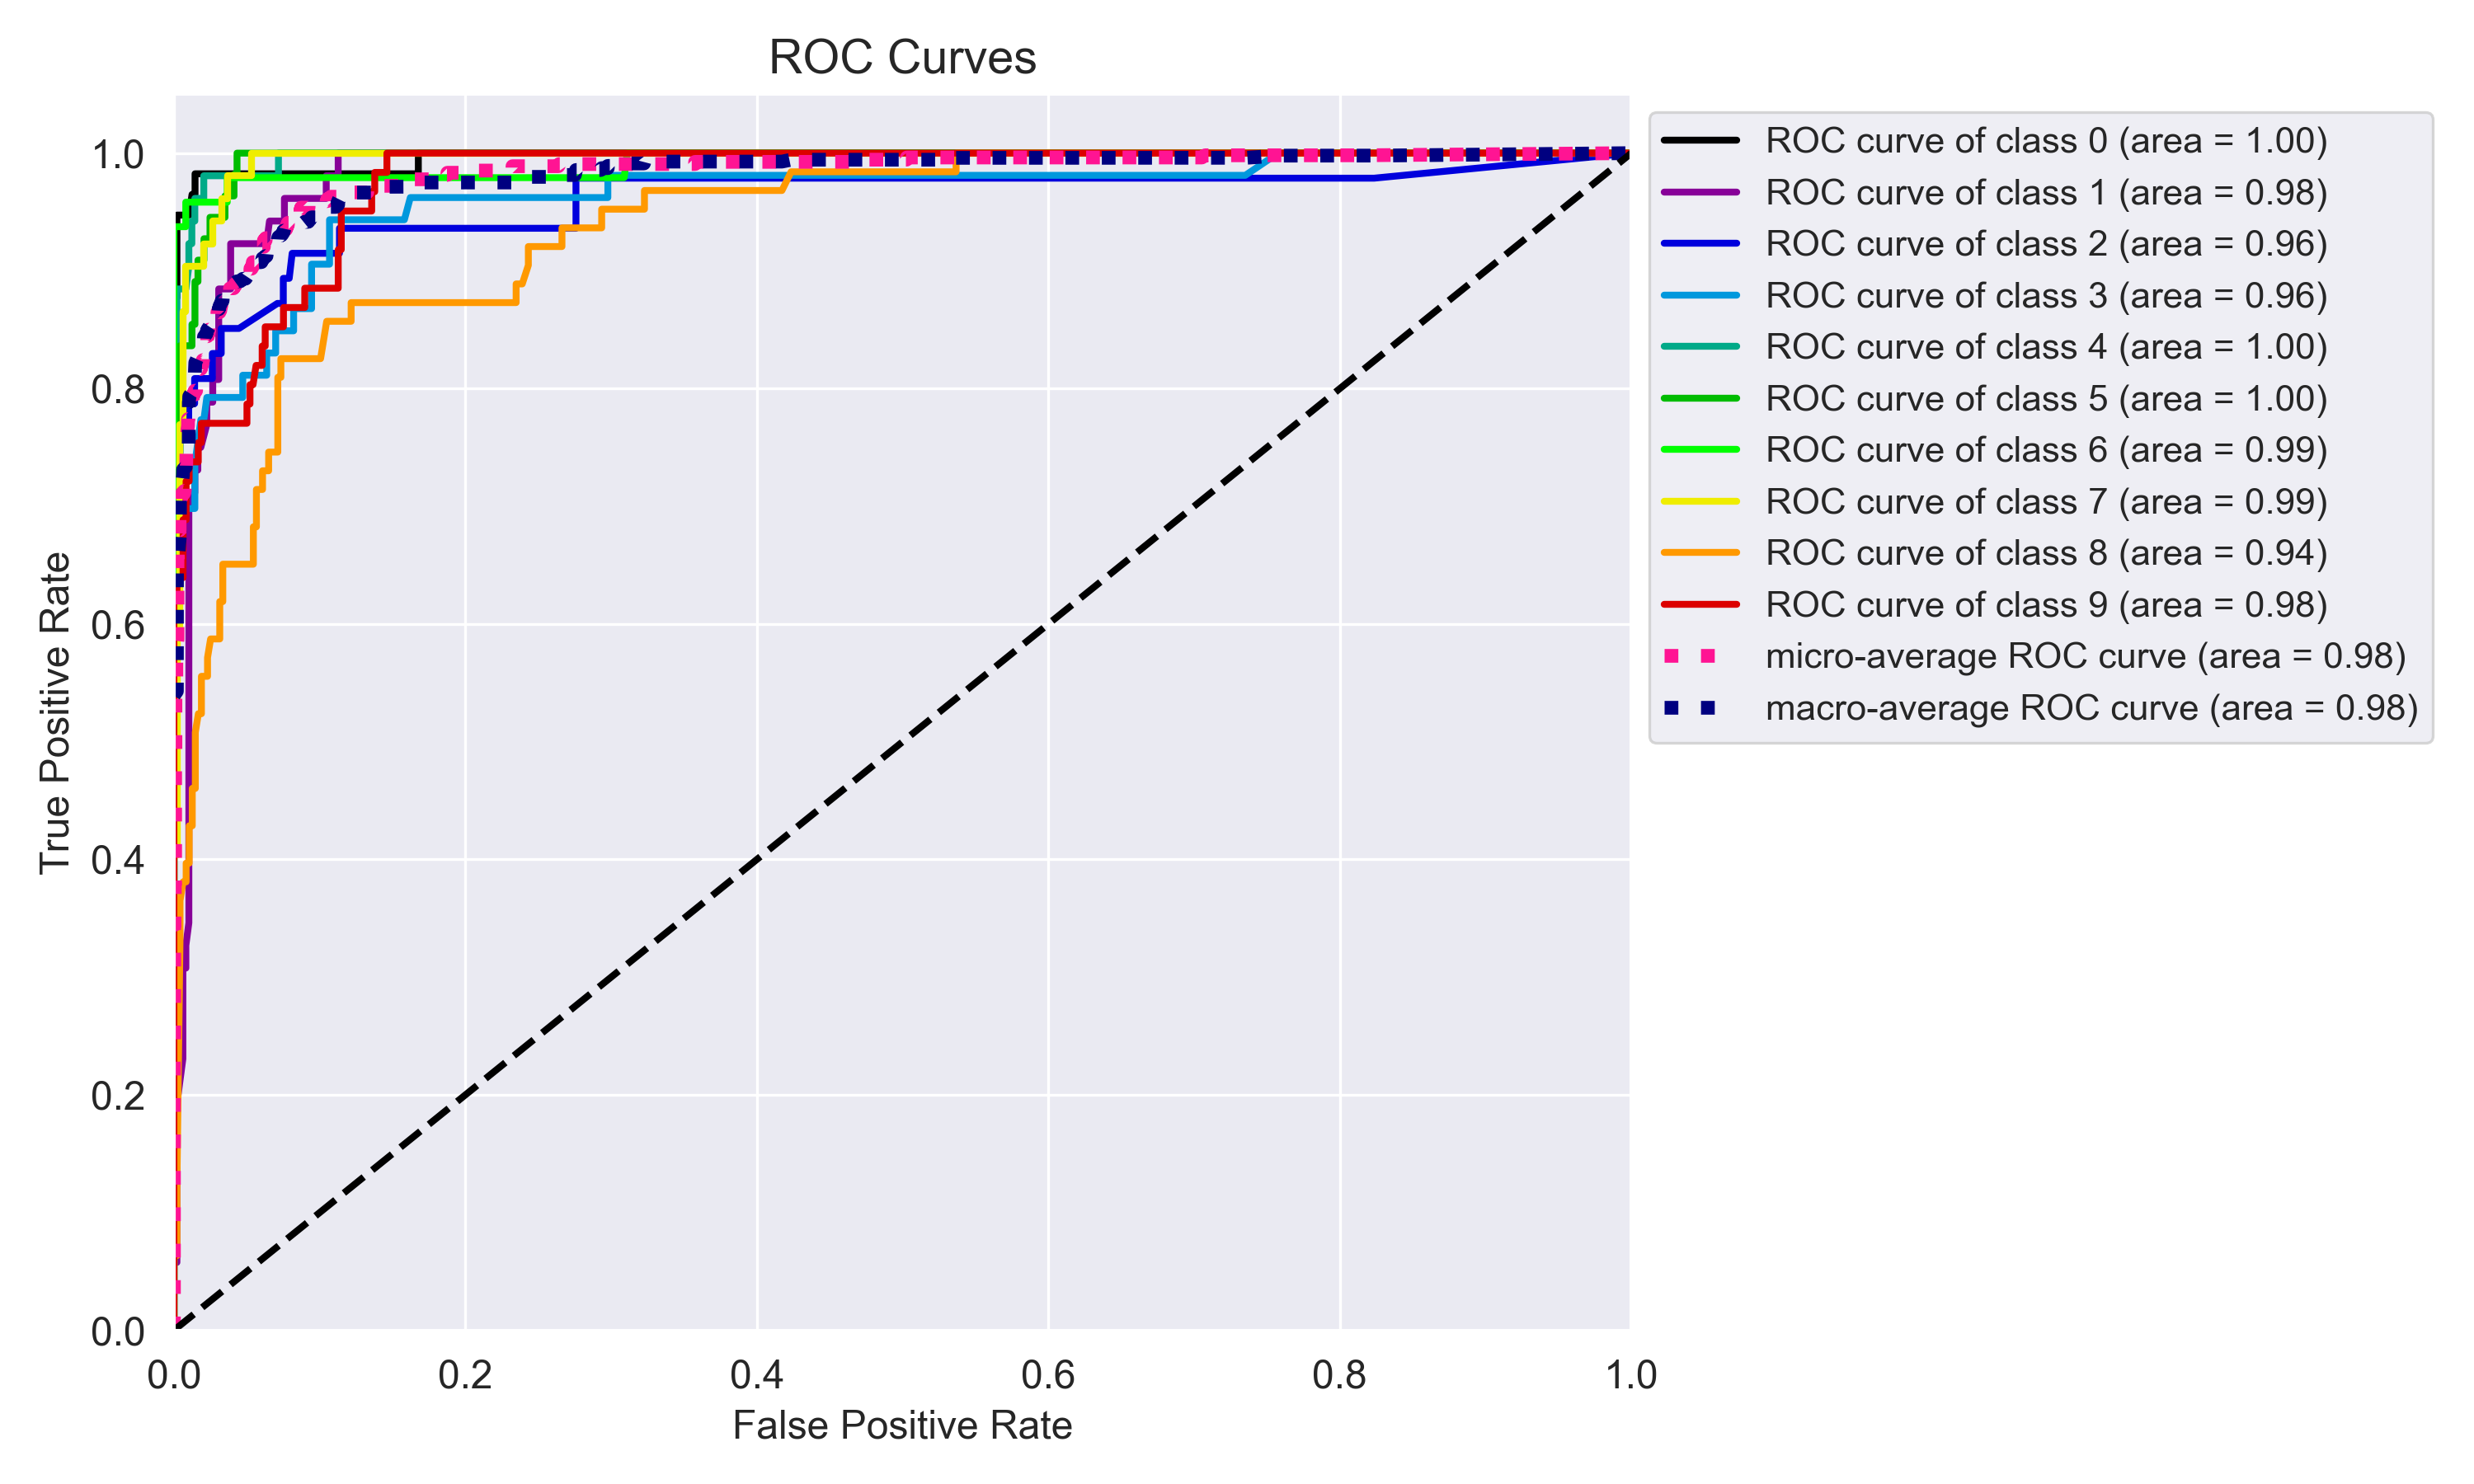 ROC Curves
1.0
0.8
0.6
0.4
0.2
0.0
True Positive Rate
0.0 0.2 0.4 0.6 0.8 1.0
False Positive Rate
ROC curve of class 0 (area = 1.00)
ROC curve of class 1 (area = 0.98)
ROC curve of class 2 (area = 0.96)
ROC curve of class 3 (area = 0.96)
ROC curve of class 4 (area = 1.00)
ROC curve of class 5 (area = 1.00)
ROC curve of class 6 (area = 0.99)
ROC curve of class 7 (area = 0.99)
ROC curve of class 8 (area = 0.94)
ROC curve of class 9 (area = 0.98)
micro-average ROC curve (area = 0.98)
macro-average ROC curve (area = 0.98)